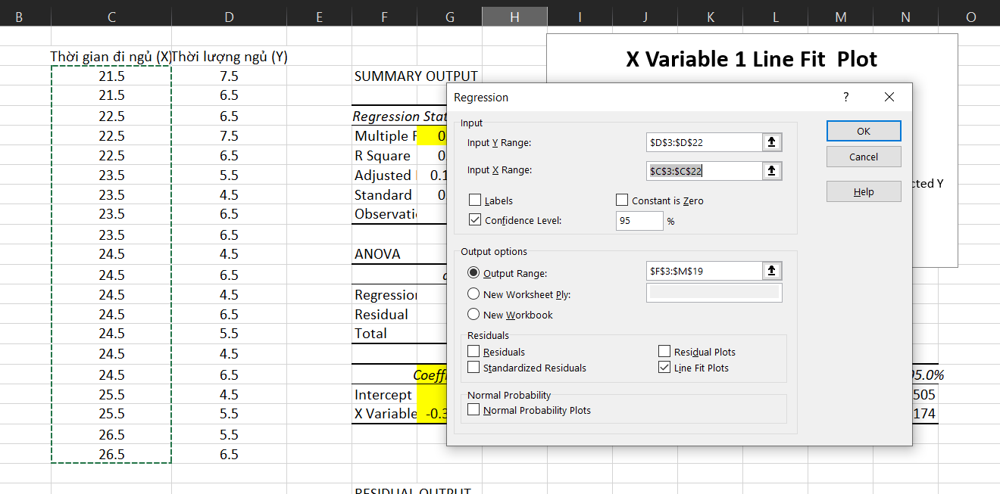 B C D E F G H I J K L M N O
X Variable 1 Line Fit Plot
Thời gian đi ngủ (X) Thời lượng ngủ (Y)
21.5 7.5 SUMMARY OUTPUT
21.5 6.5
Regression
Input
22.5 6.5 Regression Stat
22.5 7.5 Multiple R 0.
Input Y Range: $D$3:$D$22
OK
22.5 6.5 R Square 0.
Cancel
23.5 5.5 Adjusted 0.1
Input X Range: $C$3:$C$22
cted Y
23.5 4.5 Standard 0.
Help
Labels Constant is Zero
23.5 6.5 Observati
Confidence Level: 95 %
23.5 6.5
24.5 4.5 ANOVA
Output options
24.5 6.5
Output Range: $F$3:$M$19
24.5 4.5 Regression
New Worksheet Ply:
24.5 6.5 Residual
New Workbook
24.5 5.5 Total
Residuals
24.5 4.5
Residuals Residual Plots
Standardized Residuals Line Fit Plots
24.5 6.5 Coeffi 95.0%
25.5 4.5 Intercept 505
Normal Probability
25.5 5.5 X Variable -0.3 174
Normal Probability Plots
26.5 5.5
26.5 6.5
RESIDUAL OUTPUT